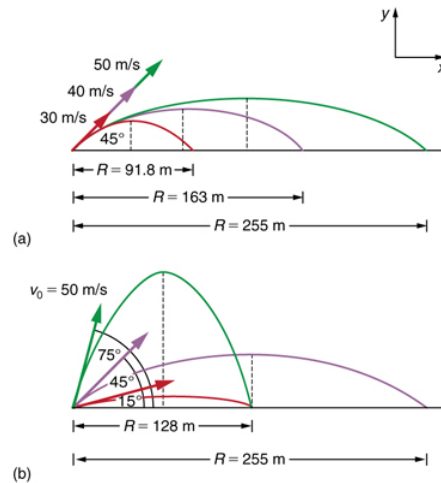 y
x
50 m/s
40 m/s
30 m/s
45°
R = 91.8 m
R = 163 m
R = 255 m
(a)
v₀ = 50 m/s
75°
45°
15°
R = 128 m
R = 255 m
(b)